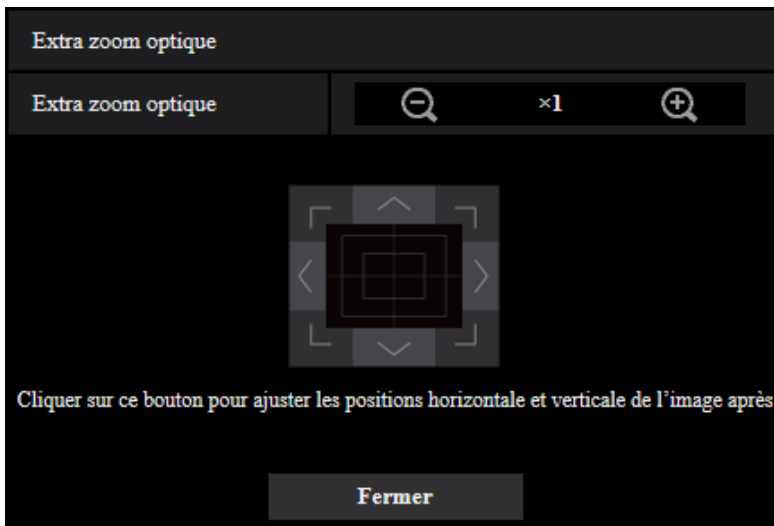 Extra zoom optique
Extra zoom optique ×1
Cliquer sur ce bouton pour ajuster les positions horizontale et verticale de l’image après
Fermer